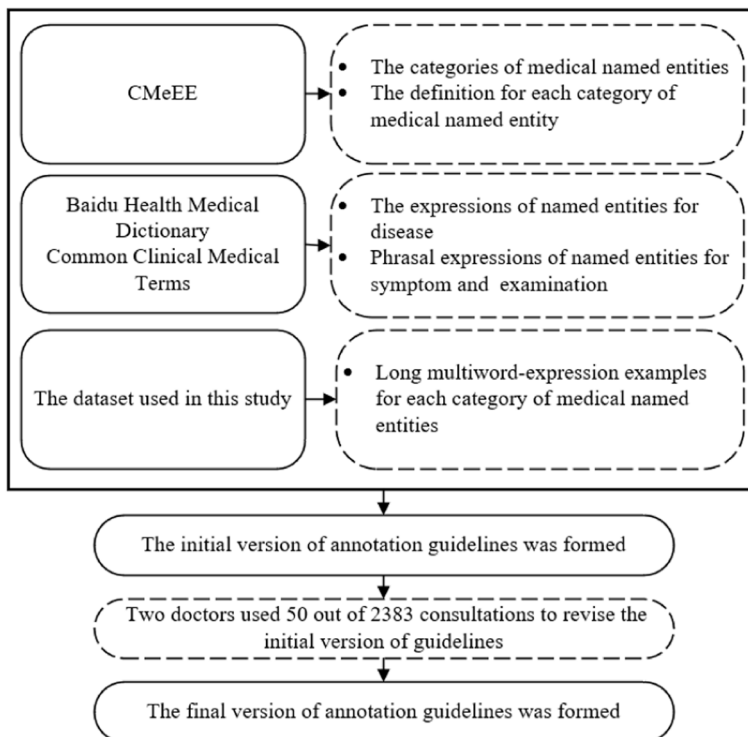 CMeEE
• The categories of medical named entities
• The definition for each category of
medical named entity
Baidu Health Medical
Dictionary
Common Clinical Medical
Terms
• The expressions of named entities for
disease
• Phrasal expressions of named entities for
symptom and examination
The dataset used in this study
• Long multiword-expression examples
for each category of medical named
entities
The initial version of annotation guidelines was formed
Two doctors used 50 out of 2383 consultations to revise the
initial version of guidelines
The final version of annotation guidelines was formed